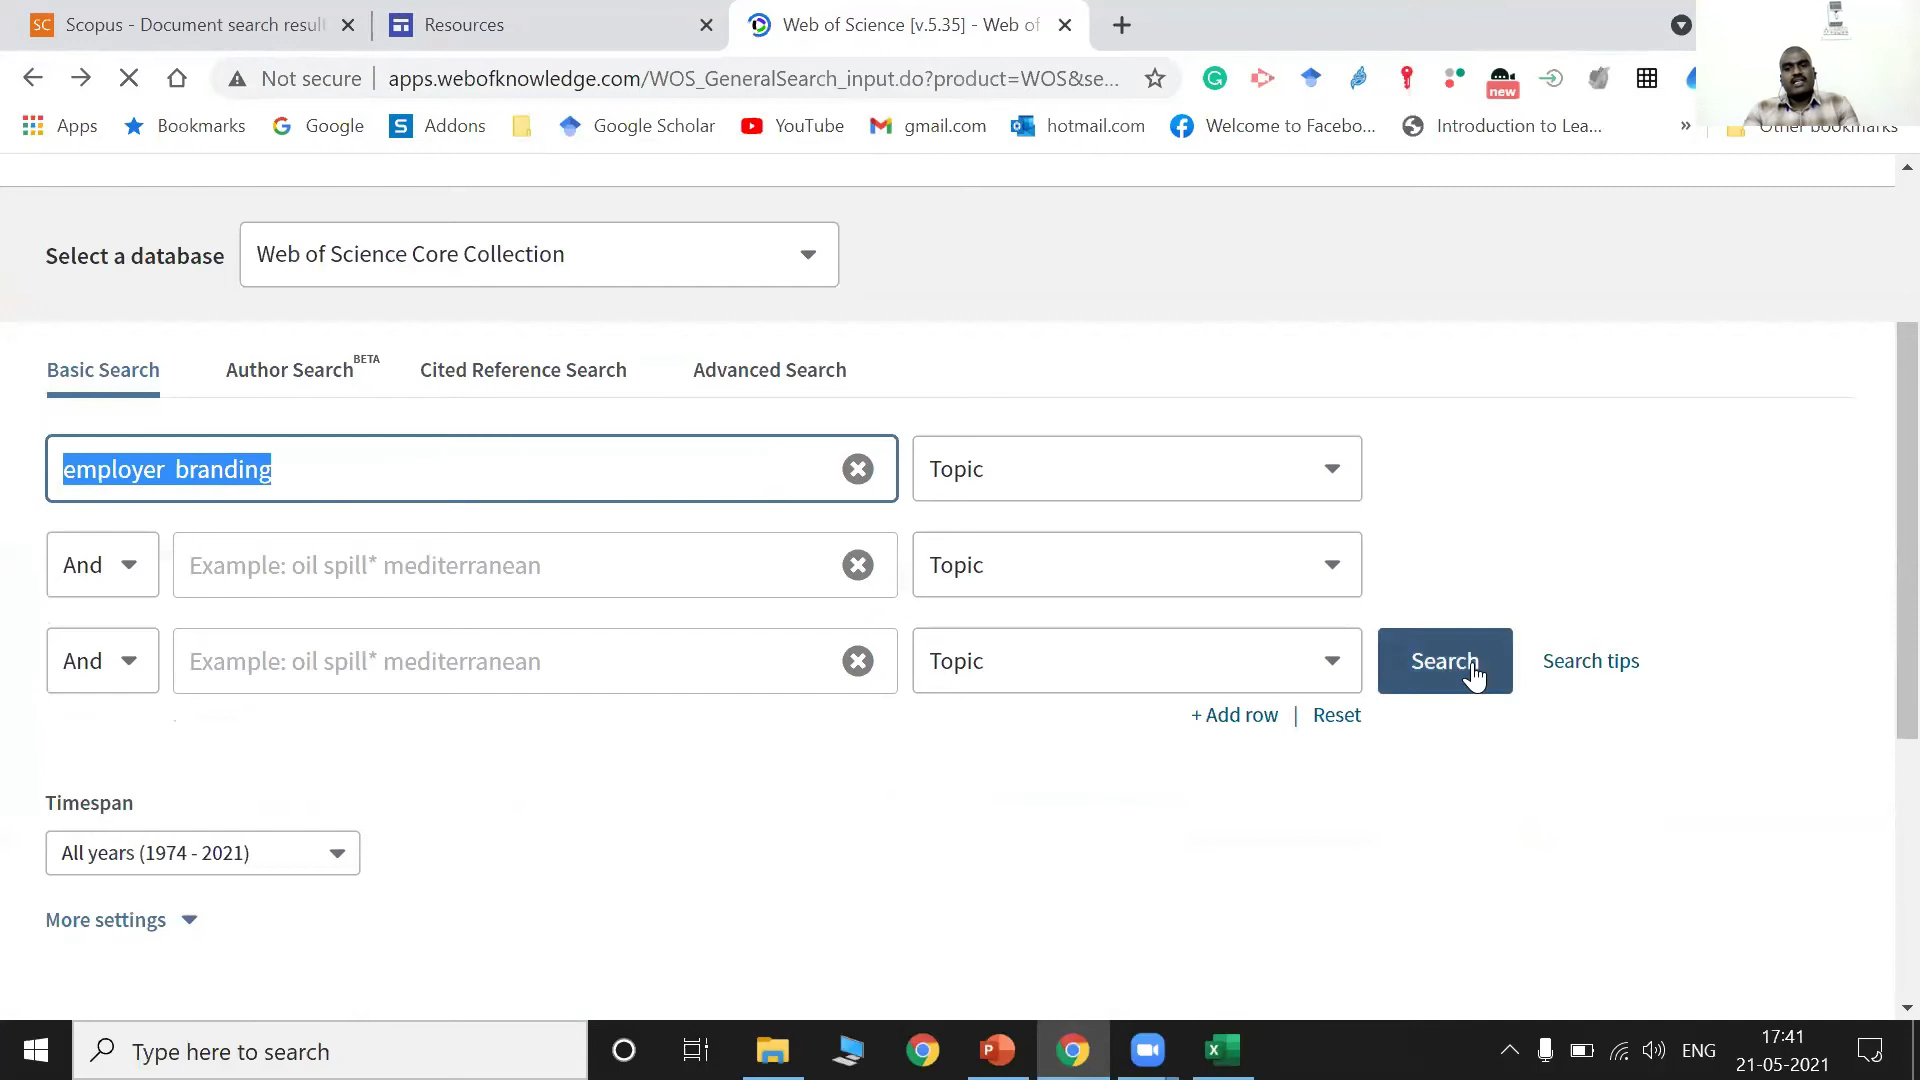 SC Scopus - Document search result
Resources
Web of Science [v.5.35] - Web of
Not secure
apps.webofknowledge.com/WOS_GeneralSearch_input.do?product=WOS&se...
new
Apps
Bookmarks
Google
S Addons
Google Scholar
YouTube
gmail.com
hotmail.com
Welcome to Facebo...
Introduction to Lea...
»
Other bookmarks
Select a database
Web of Science Core Collection
Basic Search
Author Search BETA
Cited Reference Search
Advanced Search
employer branding
Topic
And
Example: oil spill* mediterranean
Topic
And
Example: oil spill* mediterranean
Topic
Search
Search tips
+ Add row | Reset
Timespan
All years (1974 - 2021)
More settings
Type here to search
ENG
17:41
21-05-2021